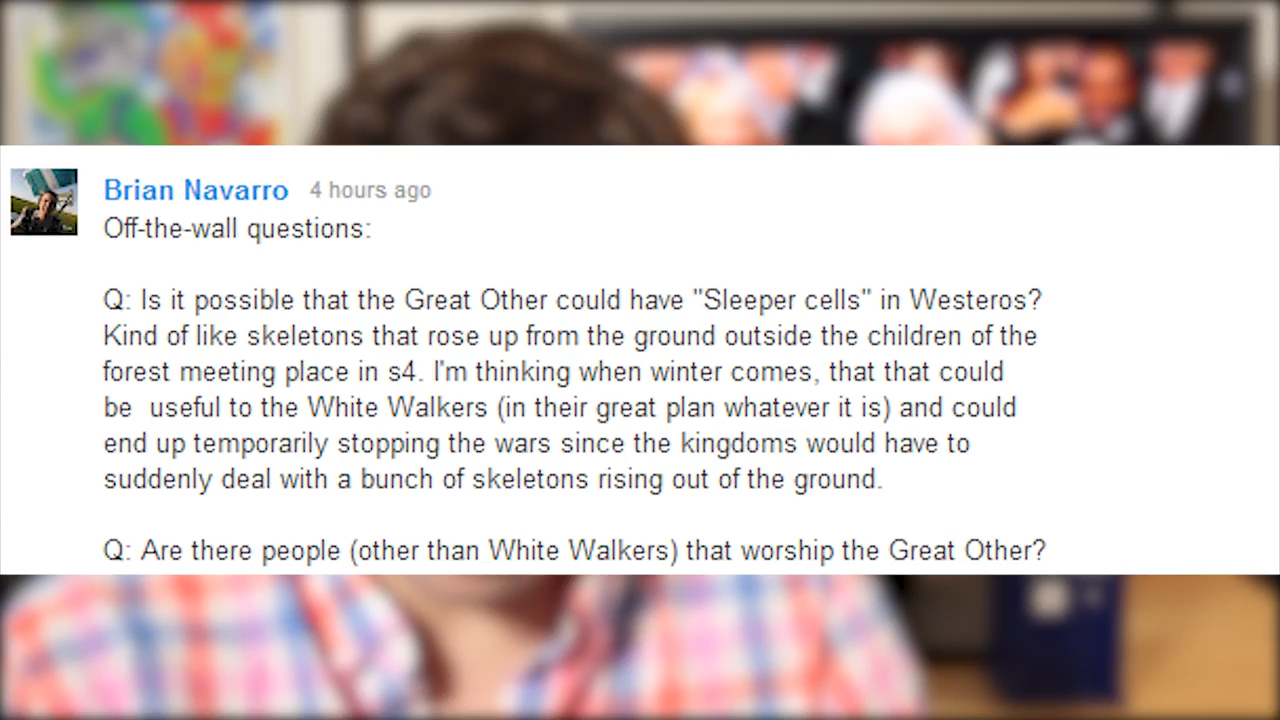 Brian Navarro 4 hours ago
Off-the-wall questions:
Q: Is it possible that the Great Other could have "Sleeper cells" in Westeros?
Kind of like skeletons that rose up from the ground outside the children of the
forest meeting place in s4. I'm thinking when winter comes, that that could
be  useful to the White Walkers (in their great plan whatever it is) and could
end up temporarily stopping the wars since the kingdoms would have to
suddenly deal with a bunch of skeletons rising out of the ground.
Q: Are there people (other than White Walkers) that worship the Great Other?